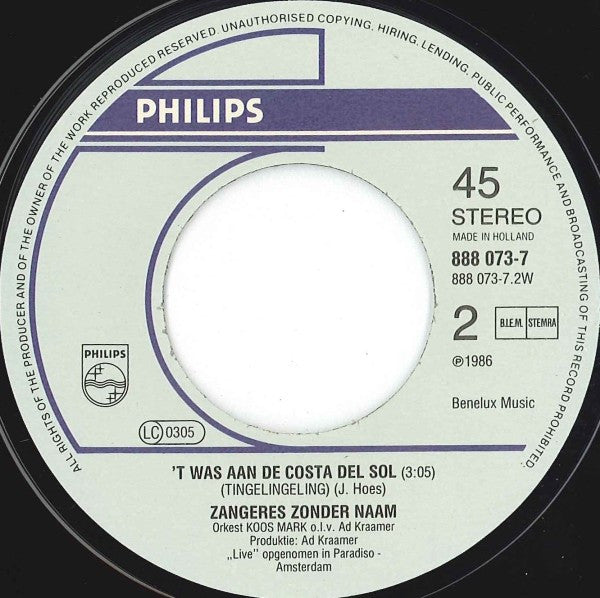 ALL RIGHTS OF THE PRODUCER AND OF THE OWNER OF THE WORK REPRODUCED RESERVED. UNAUTHORISED COPYING, HIRING, LENDING, PUBLIC PERFORMANCE AND BROADCASTING OF THIS RECORD PROHIBITED.
PHILIPS
45
STEREO
MADE IN HOLLAND
888 073-7
888 073-7.2W
2
B.I.E.M. STEMRA
℗1986
PHILIPS
Benelux Music
LC 0305
'T WAS AAN DE COSTA DEL SOL (3:05)
(TINGELINGELING) (J. Hoes)
ZANGERES ZONDER NAAM
Orkest KOOS MARK o.l.v. Ad Kraamer
Produktie: Ad Kraamer
„Live" opgenomen in Paradiso -
Amsterdam